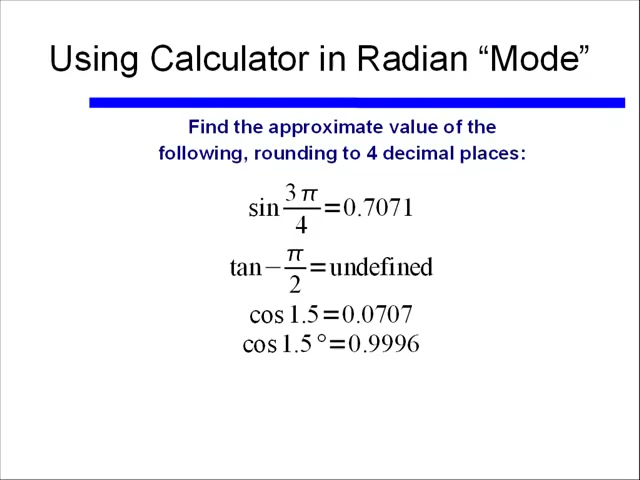 Using Calculator in Radian “Mode”
Find the approximate value of the
following, rounding to 4 decimal places:
sin 3π/4 = 0.7071
tan − π/2 = undefined
cos 1.5 = 0.0707
cos 1.5° = 0.9996